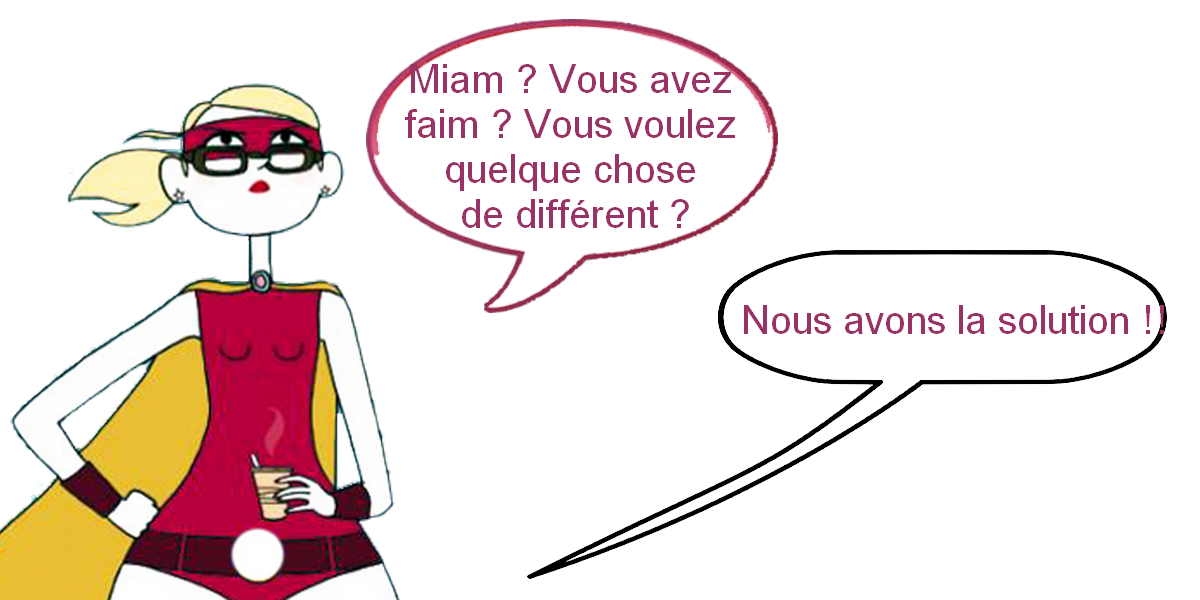 Miam ? Vous avez
faim ? Vous voulez
quelque chose
de différent ?
Nous avons la solution !!